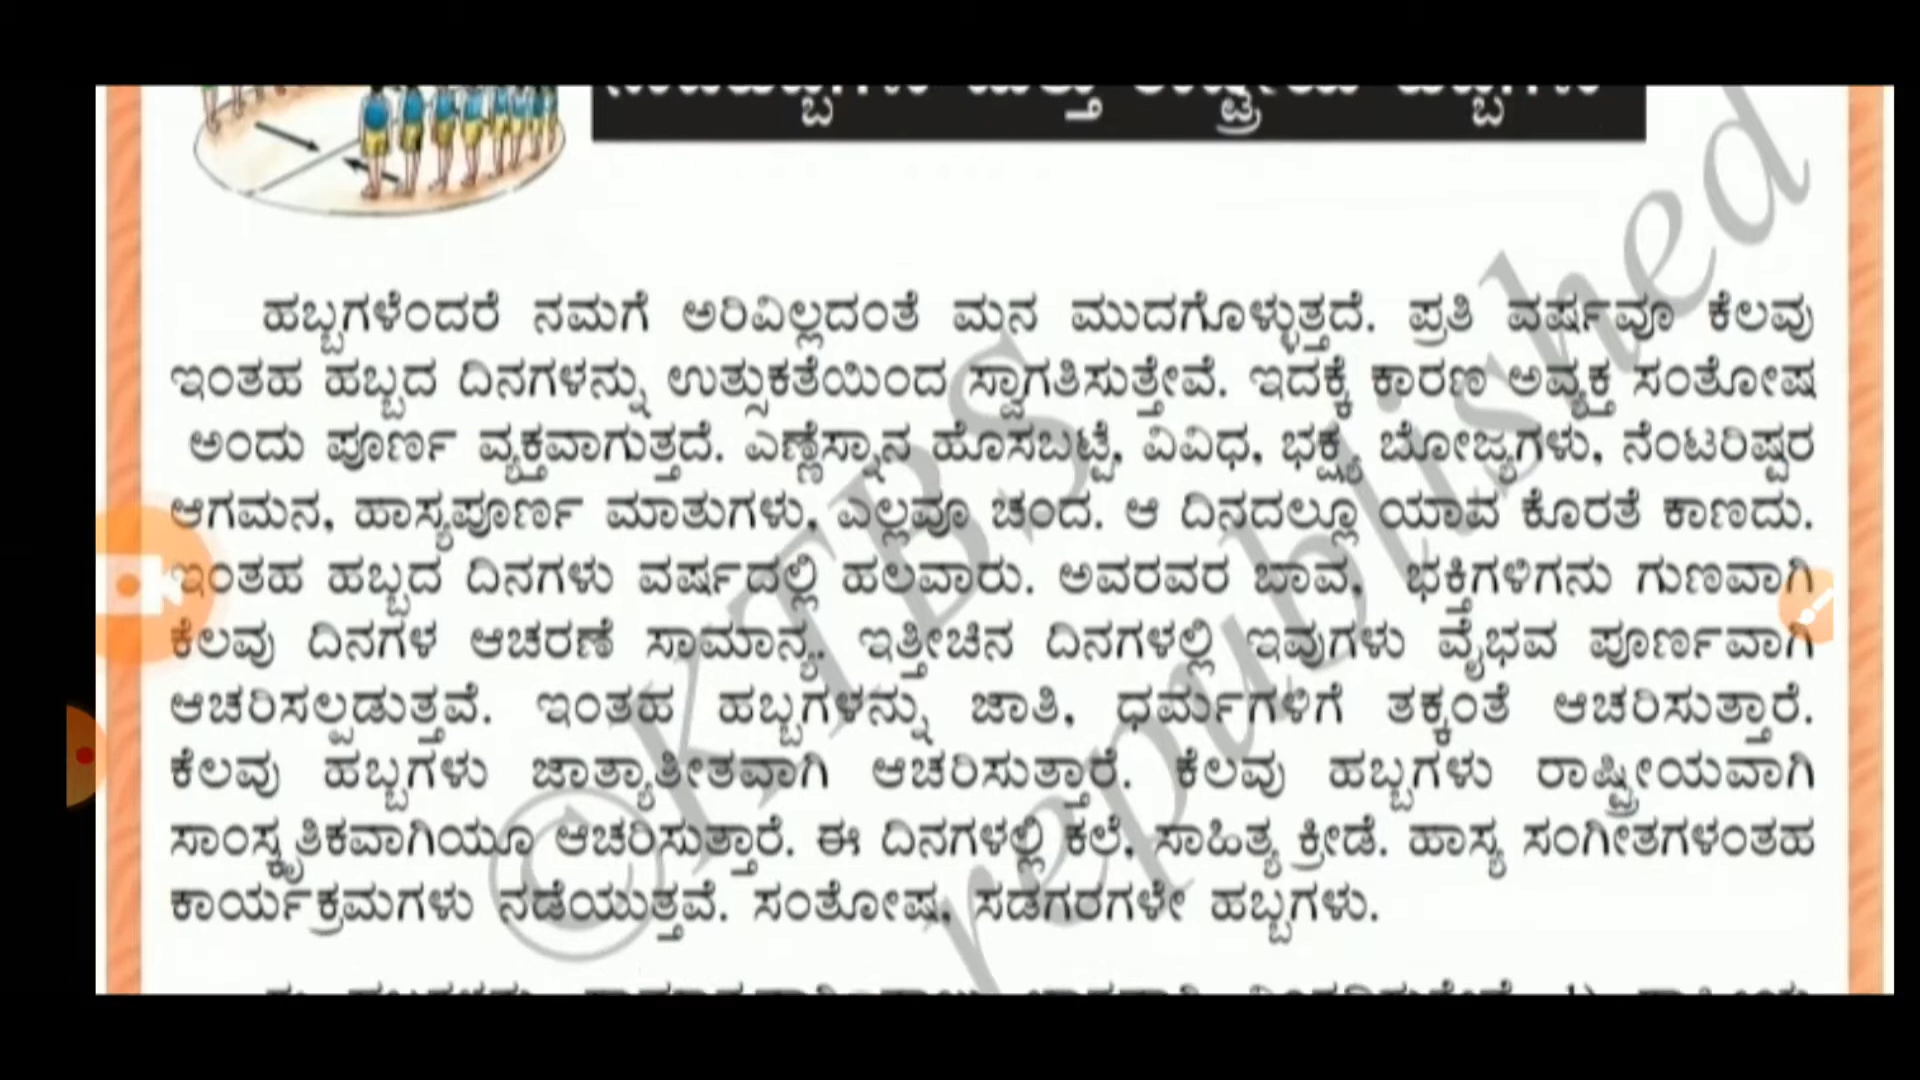 ಹಬ್ಬಗಳೆಂದರೆ ನಮಗೆ ಅರಿವಿಲ್ಲದಂತೆ ಮನ ಮುದಗೊಳ್ಳುತ್ತದೆ. ಪ್ರತಿ ವರ್ಷವೂ ಕೆಲವು
ಇಂತಹ ಹಬ್ಬದ ದಿನಗಳನ್ನು ಉತ್ಸುಕತೆಯಿಂದ ಸ್ವಾಗತಿಸುತ್ತೇವೆ. ಇದಕ್ಕೆ ಕಾರಣ ಅವ್ಯಕ್ತ ಸಂತೋಷ
ಅಂದು ಪೂರ್ಣ ವ್ಯಕ್ತವಾಗುತ್ತದೆ. ಎಣ್ಣೆಸ್ನಾನ ಹೊಸಬಟ್ಟೆ, ವಿವಿಧ, ಭಕ್ಷ್ಯ ಬೋಜ್ಯಗಳು, ನೆಂಟರಿಷ್ಟರ
ಆಗಮನ, ಹಾಸ್ಯಪೂರ್ಣ ಮಾತುಗಳು, ಎಲ್ಲವೂ ಚಂದ. ಆ ದಿನದಲ್ಲೂ ಯಾವ ಕೊರತೆ ಕಾಣದು.
ಇಂತಹ ಹಬ್ಬದ ದಿನಗಳು ವರ್ಷದಲ್ಲಿ ಹಲವಾರು. ಅವರವರ ಬಾವ, ಭಕ್ತಿಗಳಿಗನು ಗುಣವಾಗಿ
ಕೆಲವು ದಿನಗಳ ಆಚರಣೆ ಸಾಮಾನ್ಯ. ಇತ್ತೀಚಿನ ದಿನಗಳಲ್ಲಿ ಇವುಗಳು ವೈಭವ ಪೂರ್ಣವಾಗಿ
ಆಚರಿಸಲ್ಪಡುತ್ತವೆ. ಇಂತಹ ಹಬ್ಬಗಳನ್ನು ಜಾತಿ, ಧರ್ಮಗಳಿಗೆ ತಕ್ಕಂತೆ ಆಚರಿಸುತ್ತಾರೆ.
ಕೆಲವು ಹಬ್ಬಗಳು ಜಾತ್ಯಾತೀತವಾಗಿ ಆಚರಿಸುತ್ತಾರೆ. ಕೆಲವು ಹಬ್ಬಗಳು ರಾಷ್ಟ್ರೀಯವಾಗಿ
ಸಾಂಸ್ಕೃತಿಕವಾಗಿಯೂ ಆಚರಿಸುತ್ತಾರೆ. ಈ ದಿನಗಳಲ್ಲಿ ಕಲೆ, ಸಾಹಿತ್ಯ ಕ್ರೀಡೆ. ಹಾಸ್ಯ ಸಂಗೀತಗಳಂತಹ
ಕಾರ್ಯಕ್ರಮಗಳು ನಡೆಯುತ್ತವೆ. ಸಂತೋಷ, ಸಡಗರಗಳೇ ಹಬ್ಬಗಳು.
©KTBS
republished